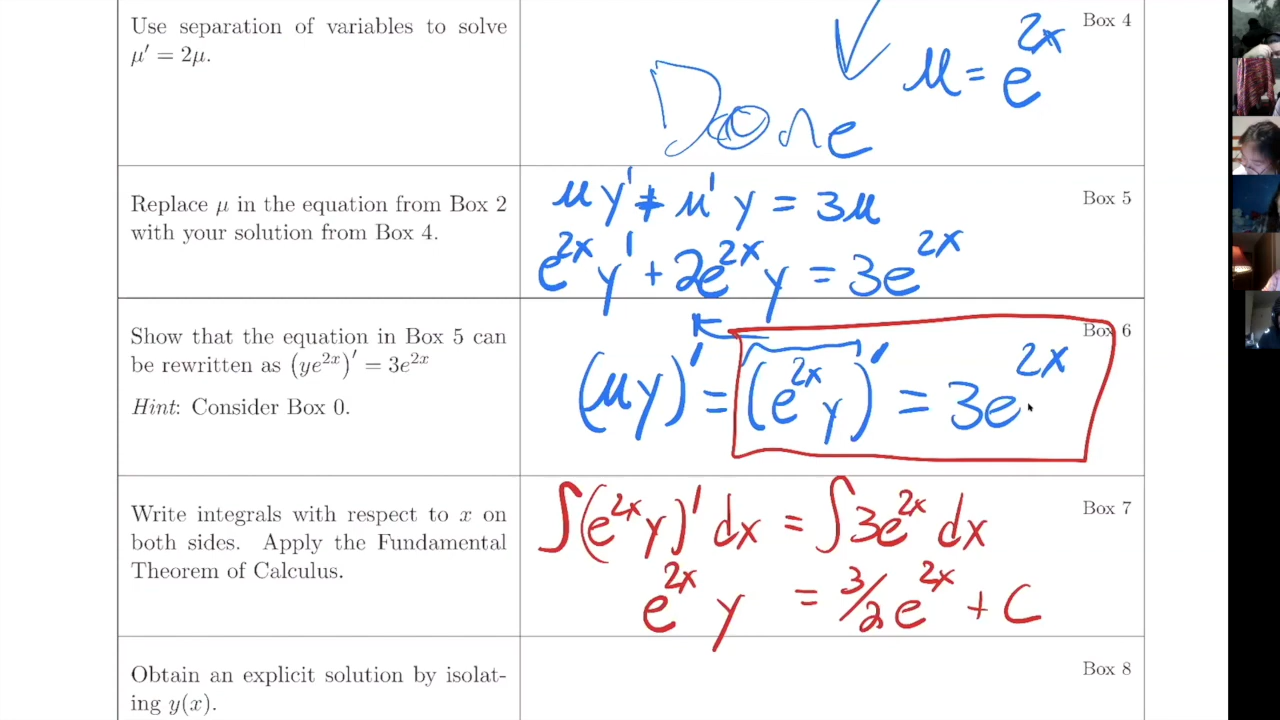 Use separation of variables to solve
μ′ = 2μ.
Box 4
μ = e^{2x}
Done
Replace μ in the equation from Box 2
with your solution from Box 4.
Box 5
μy′ + μ′y = 3μ
e^{2x}y′ + 2e^{2x}y = 3e^{2x}
Show that the equation in Box 5 can
be rewritten as (ye^{2x})′ = 3e^{2x}
Hint: Consider Box 0.
Box 6
(μy)′ = (e^{2x}y)′ = 3e^{2x}
Write integrals with respect to x on
both sides. Apply the Fundamental
Theorem of Calculus.
Box 7
∫(e^{2x}y)′dx = ∫3e^{2x}dx
e^{2x}y = 3/2e^{2x} + C
Obtain an explicit solution by isolat-
ing y(x).
Box 8